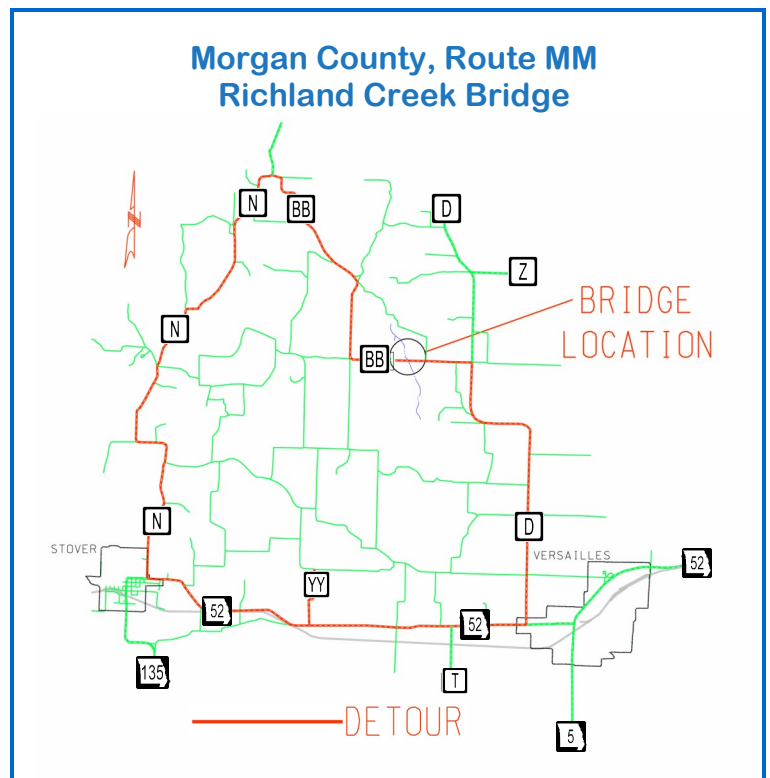 Morgan County, Route MM
Richland Creek Bridge
N
BB
D
N
Z
BRIDGE
LOCATION
N
BB
N
D
STOVER
VERSAILLES
52
YY
52
52
135
T
5
DETOUR